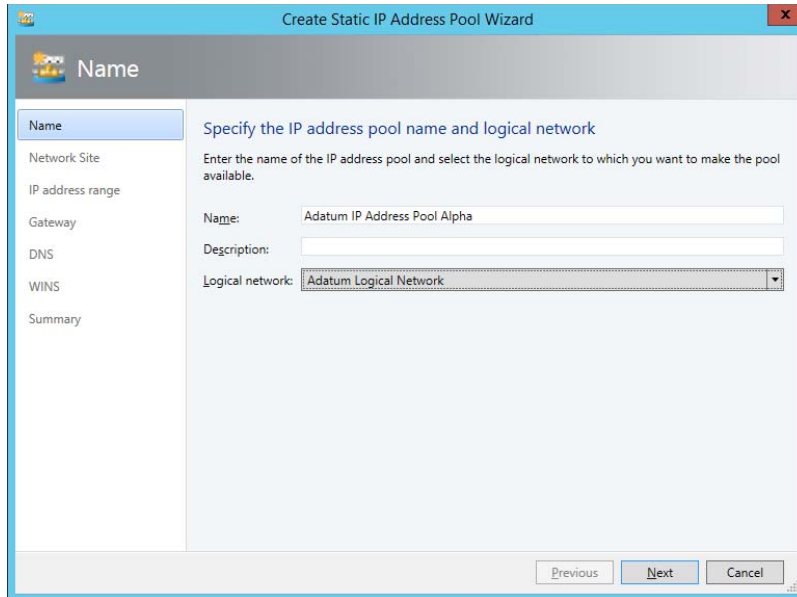 Create Static IP Address Pool Wizard
x
Name
Name
Network Site
IP address range
Gateway
DNS
WINS
Summary
Specify the IP address pool name and logical network
Enter the name of the IP address pool and select the logical network to which you want to make the pool
available.
Name: Adatum IP Address Pool Alpha
Description:
Logical network: Adatum Logical Network
Previous Next Cancel